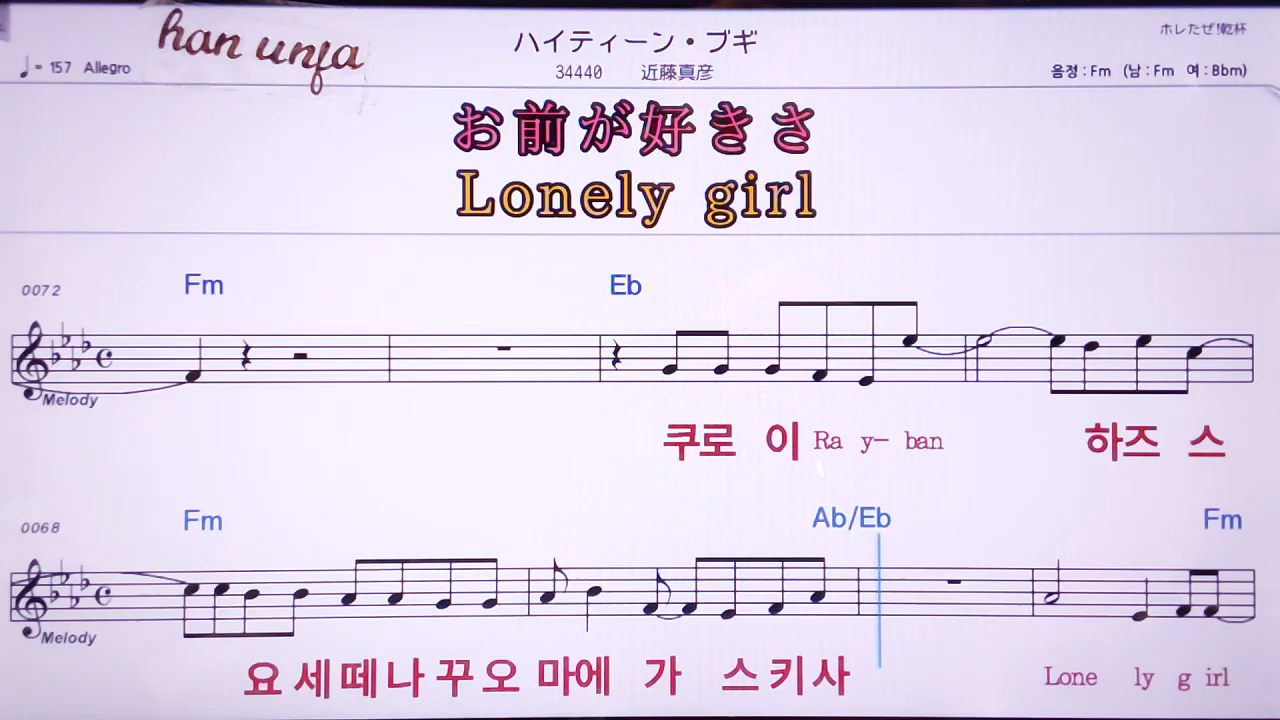 han unfa
ハイティーン・ブギ
ホレたぜ!乾杯
♩= 157 Allegro
34440 近藤真彦
음정 : Fm (남 : Fm 여 : Bbm)
お前が好きさ
Lonely girl
0072 Fm Eb
Melody
쿠로 이 Ra y- ban 하즈 스
0068 Fm Ab/Eb Fm
Melody
요 세 떼 나 꾸 오 마에 가 스 키 사 Lone ly g irl